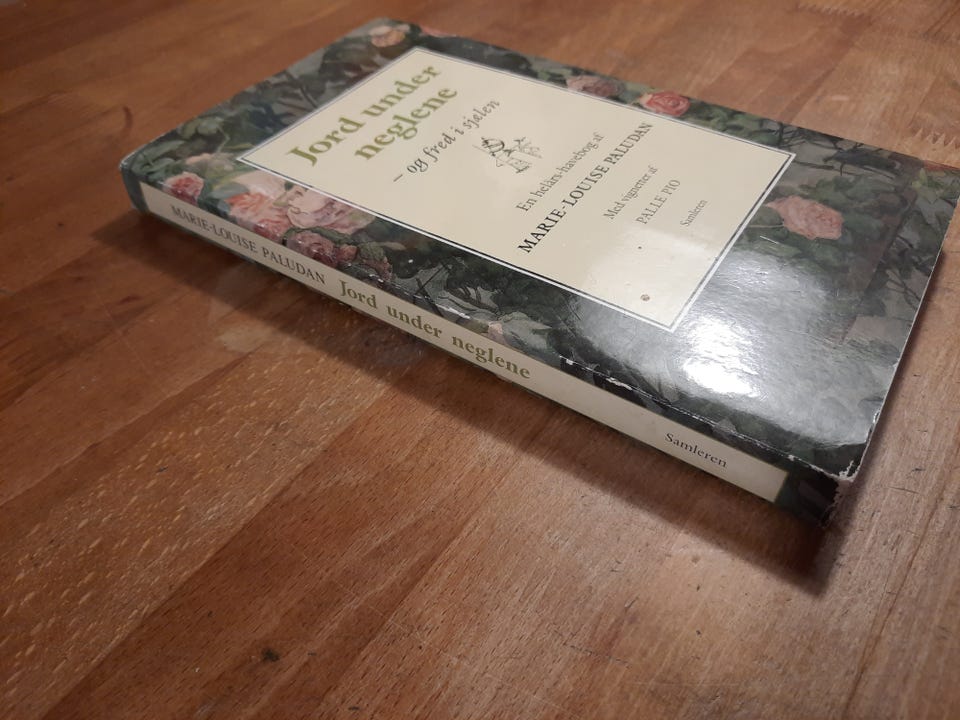 Jord under
neglene
– og fred i sjælen
En helårs-havebog af
MARIE-LOUISE PALUDAN
Med vignetter af
PALLE PIO
Samleren
MARIE-LOUISE PALUDAN Jord under neglene Samleren